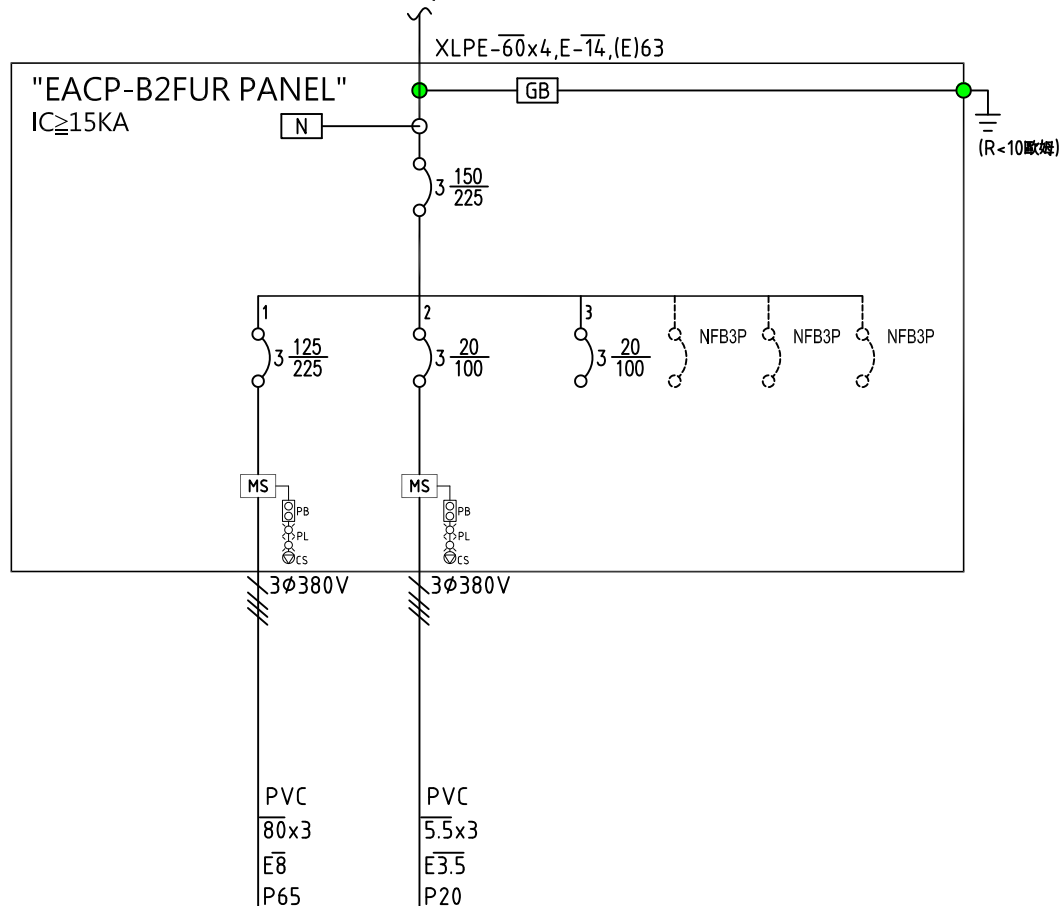 XLPE-60x4,E-14,(E)63
"EACP-B2FUR PANEL"
IC≧15KA
GB
N
(R<10歐姆)
3 150/225
1
2
3
3 125/225
3 20/100
3 20/100
NFB3P
NFB3P
NFB3P
MS
PB
PL
CS
MS
PB
PL
CS
3Φ380V
3Φ380V
PVC
80x3
E8
P65
PVC
5.5x3
E3.5
P20